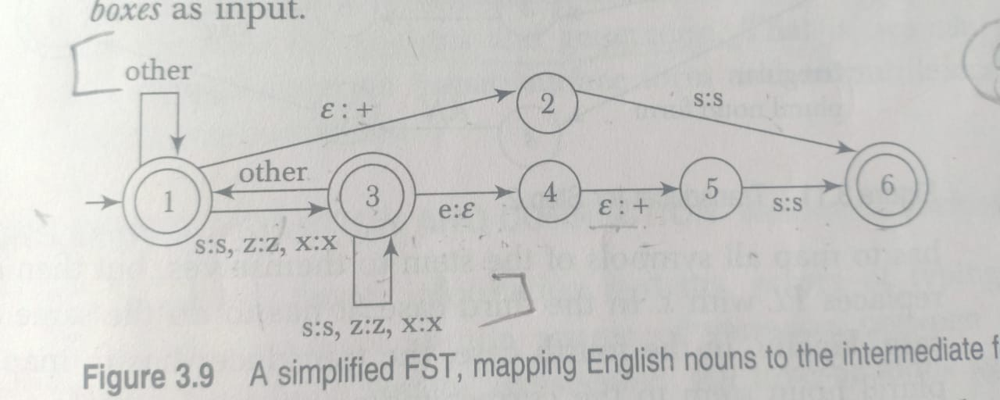 boxes as input.
other
ε : +
2
s:s
other
1
3
e:ε
4
ε : +
5
s:s
6
s:s, z:z, x:x
s:s, z:z, x:x
Figure 3.9 A simplified FST, mapping English nouns to the intermediate f